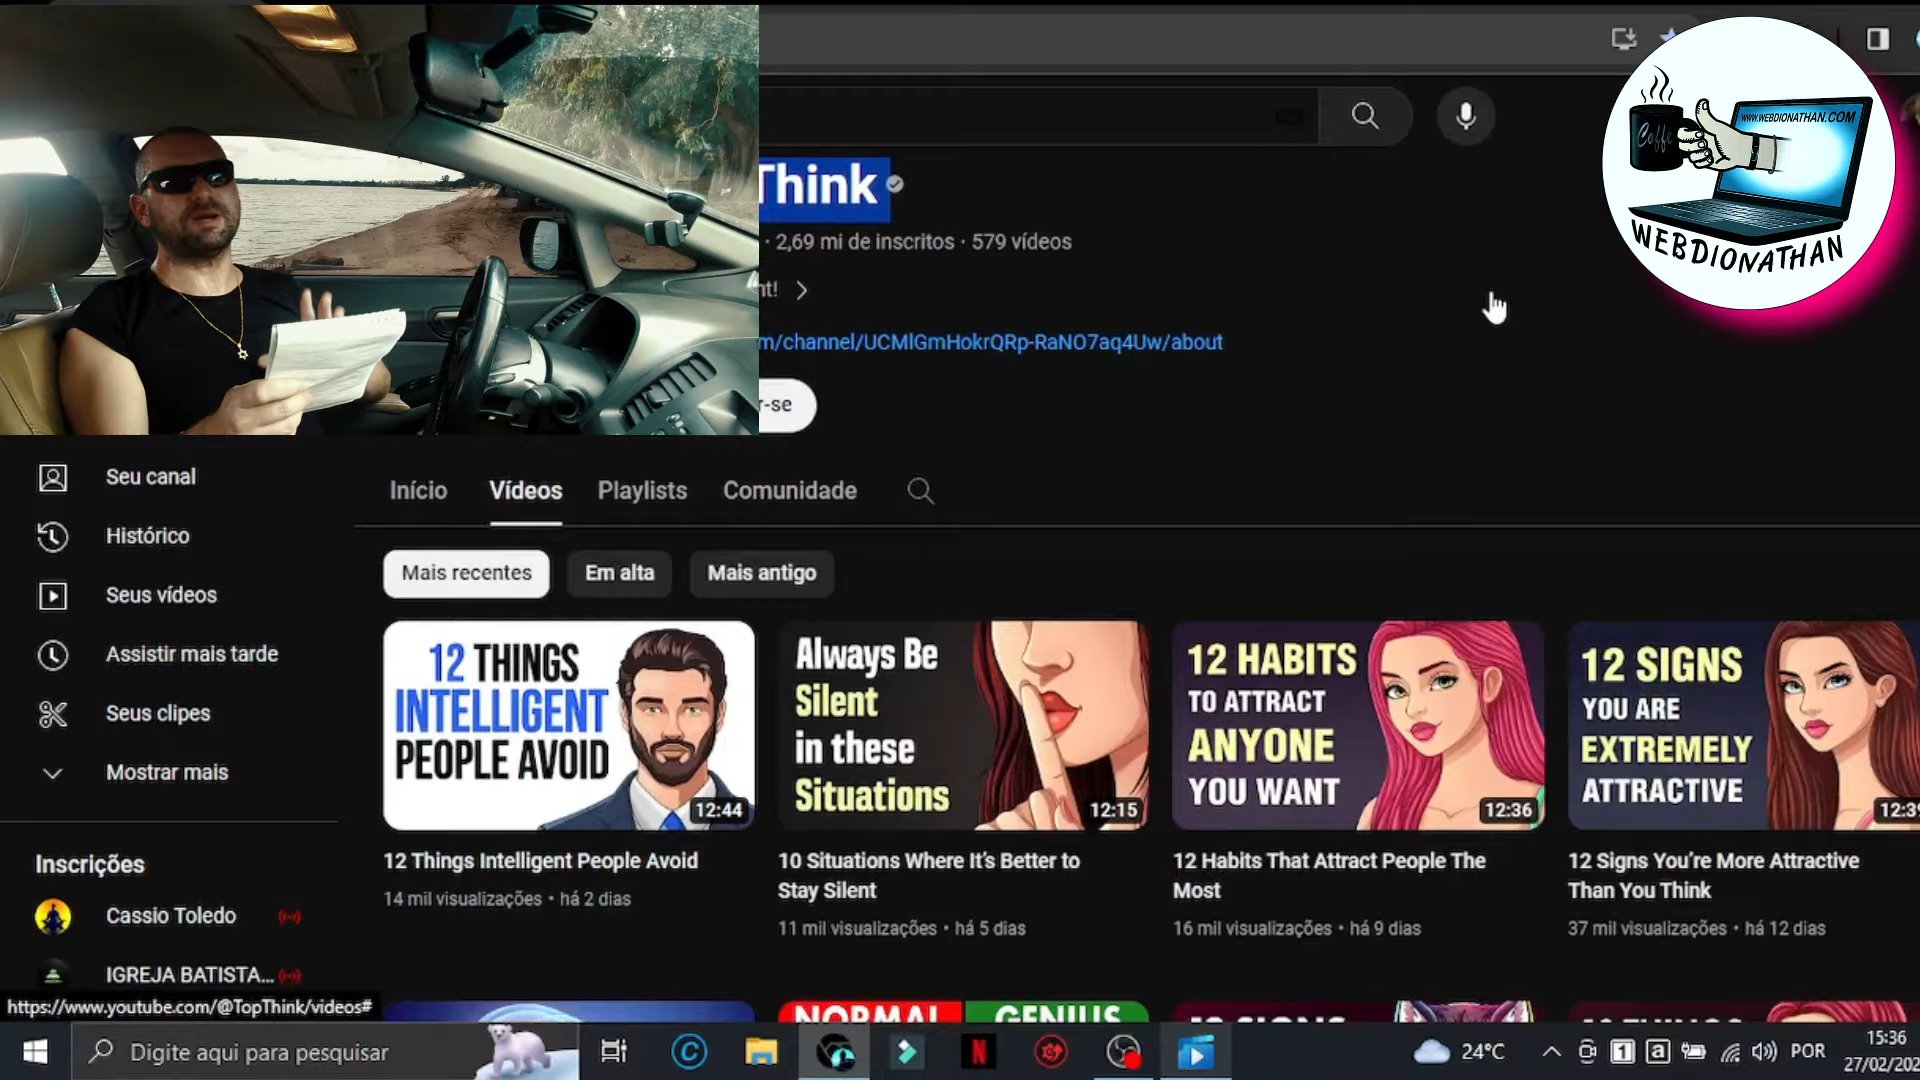 WWW.WEBDIONATHAN.COM
Coffe
WEBDIONATHAN
Think
· 2,69 mi de inscritos · 579 vídeos
nt! >
m/channel/UCMlGmHokrQRp-RaNO7aq4Uw/about
r-se
Seu canal
Histórico
Seus vídeos
Assistir mais tarde
Seus clipes
Mostrar mais
Inscrições
Cassio Toledo
IGREJA BATISTA...
Início Vídeos Playlists Comunidade
Mais recentes Em alta Mais antigo
12 THINGS
INTELLIGENT
PEOPLE AVOID
12:44
Always Be
Silent
in these
Situations
12:15
12 HABITS
TO ATTRACT
ANYONE
YOU WANT
12:36
12 SIGNS
YOU ARE
EXTREMELY
ATTRACTIVE
12:39
12 Things Intelligent People Avoid
14 mil visualizações • há 2 dias
10 Situations Where It's Better to
Stay Silent
11 mil visualizações • há 5 dias
12 Habits That Attract People The
Most
16 mil visualizações • há 9 dias
12 Signs You're More Attractive
Than You Think
37 mil visualizações • há 12 dias
NORMAL GENIUS
https://www.youtube.com/@TopThink/videos#
Digite aqui para pesquisar
24°C
POR
15:36
27/02/202